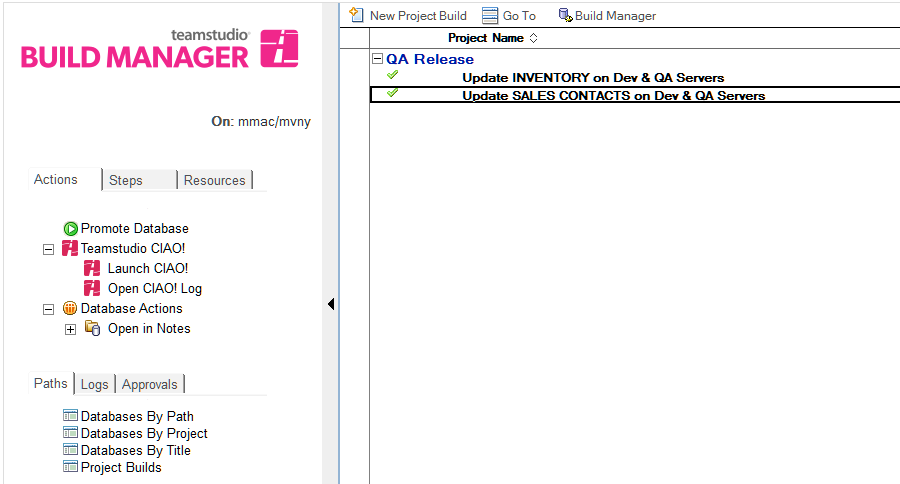 teamstudio®
BUILD MANAGER
On: mmac/mvny
Actions
Steps
Resources
Promote Database
Teamstudio CIAO!
Launch CIAO!
Open CIAO! Log
Database Actions
Open in Notes
Paths
Logs
Approvals
Databases By Path
Databases By Project
Databases By Title
Project Builds
New Project Build
Go To
Build Manager
Project Name
QA Release
Update INVENTORY on Dev & QA Servers
Update SALES CONTACTS on Dev & QA Servers